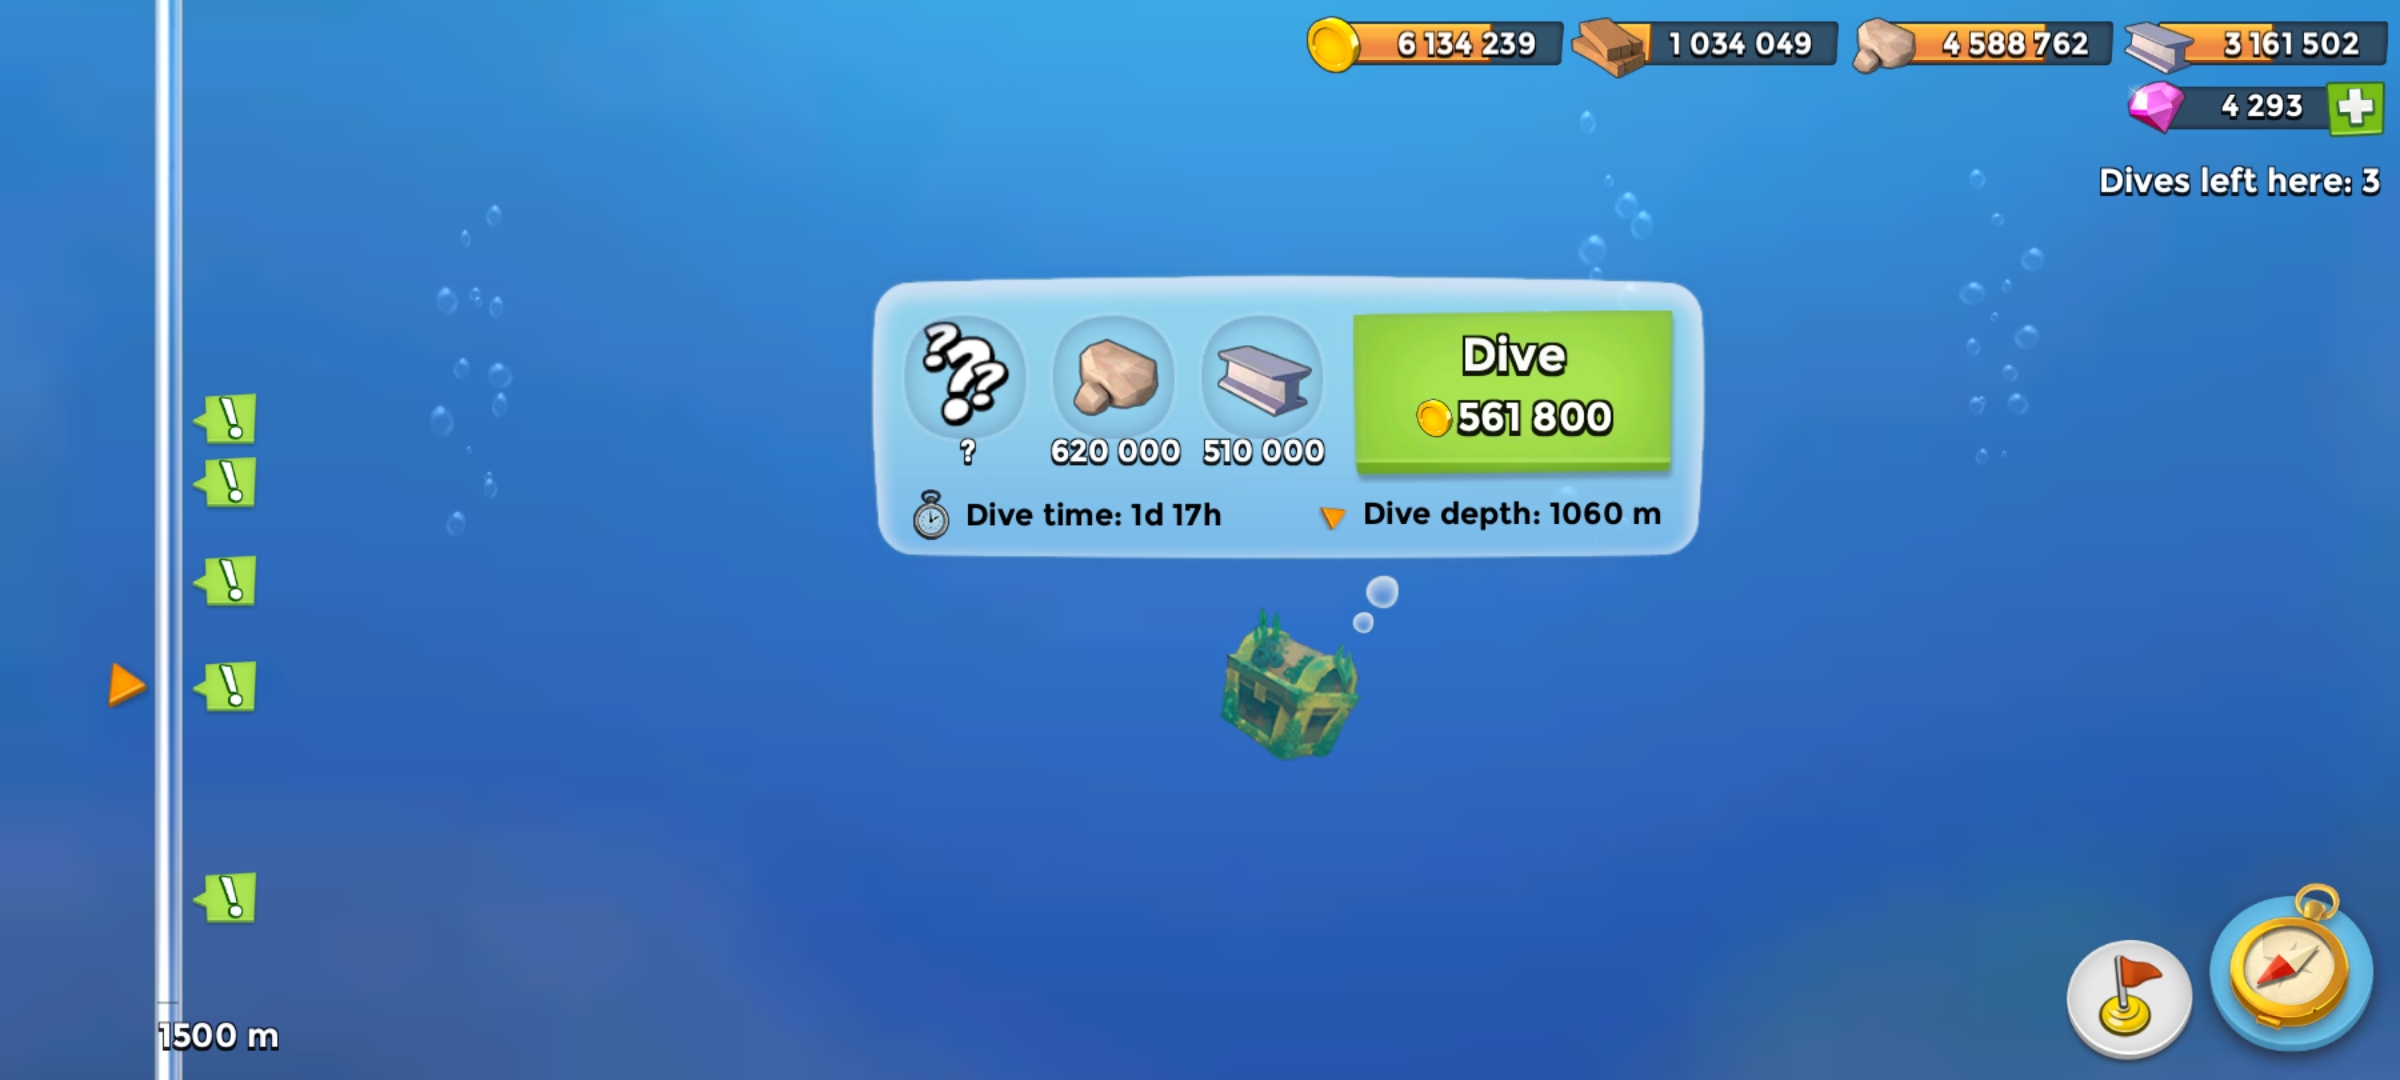 6 134 239
1 034 049
4 588 762
3 161 502
4 293
Dives left here: 3
?
620 000
510 000
Dive
561 800
Dive time: 1d 17h
Dive depth: 1060 m
!
!
!
!
!
1500 m